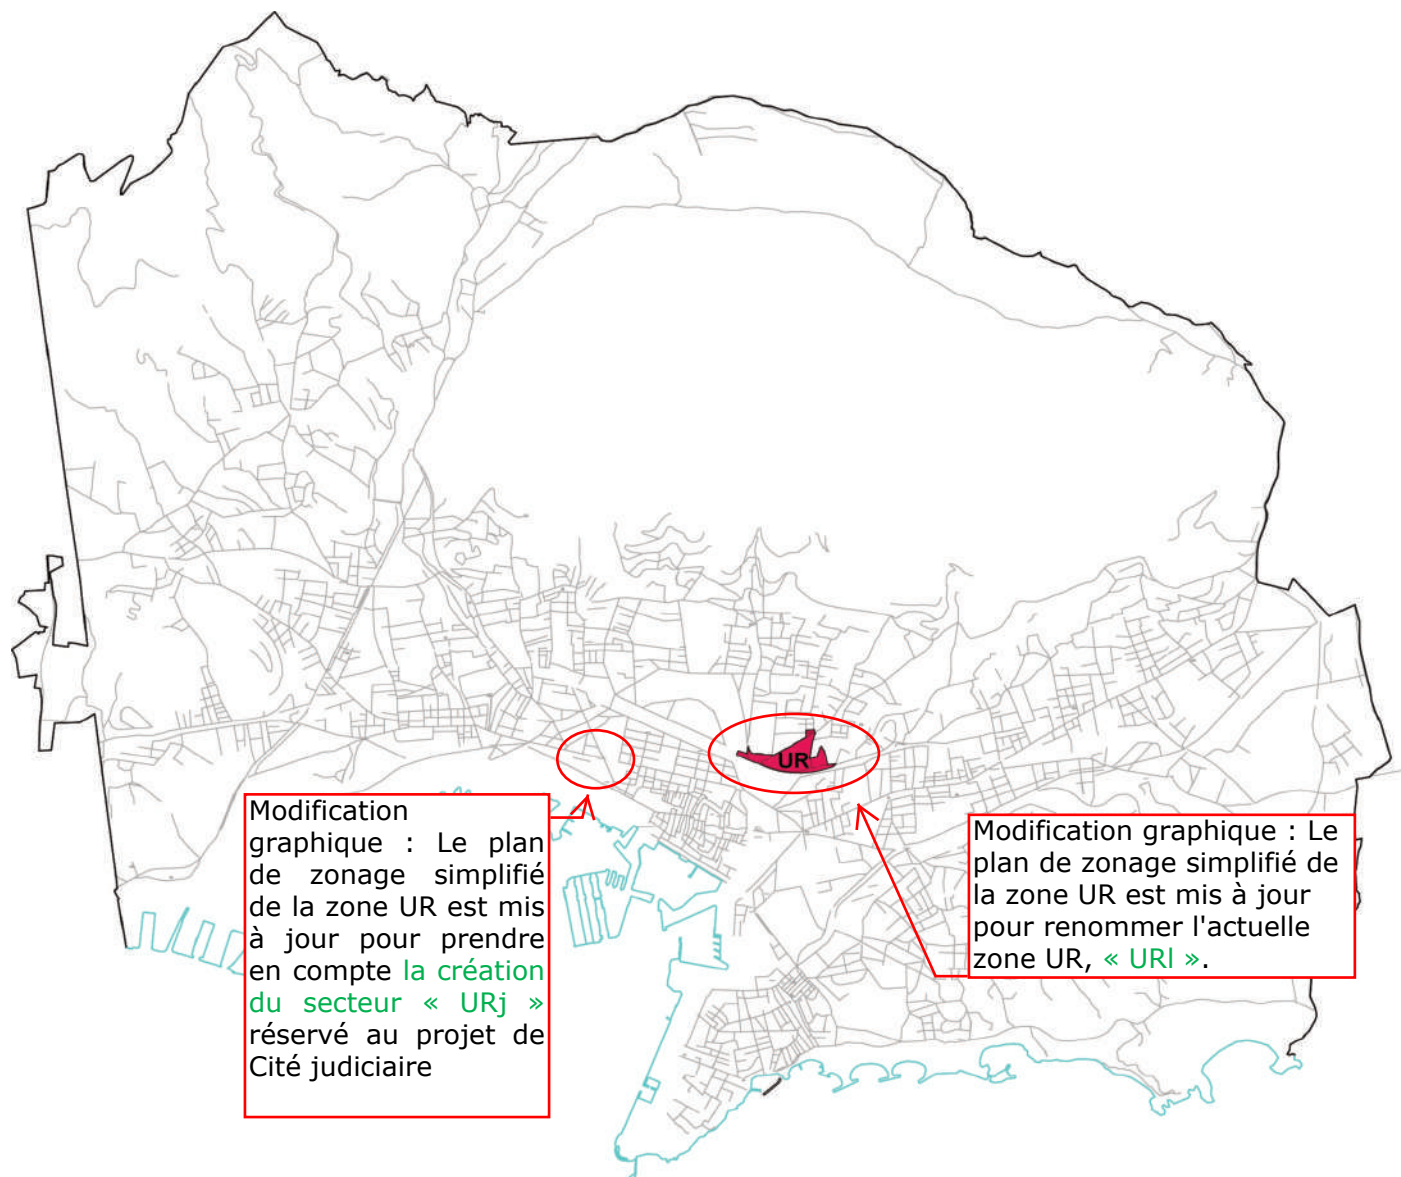 UR
Modification
graphique : Le plan
de zonage simplifié
de la zone UR est mis
à jour pour prendre
en compte la création
du secteur « URj »
réservé au projet de
Cité judiciaire
Modification graphique : Le
plan de zonage simplifié de
la zone UR est mis à jour
pour renommer l'actuelle
zone UR, « URl ».